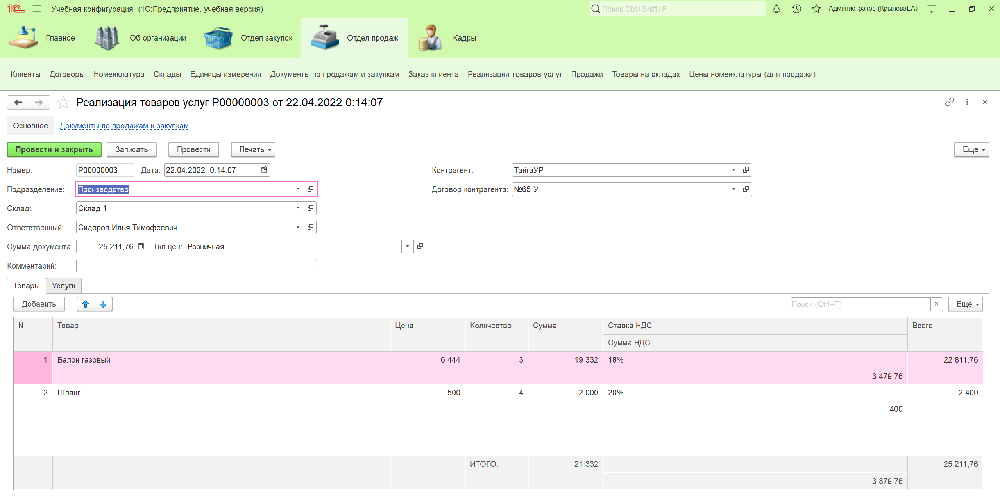 1С Учебная конфигурация (1С:Предприятие, учебная версия) Поиск Ctrl+Shift+F Администратор (КрыловаЕА)
Главное Об организации Отдел закупок Отдел продаж Кадры
Клиенты Договоры Номенклатура Склады Единицы измерения Документы по продажам и закупкам Заказ клиента Реализация товаров услуг Продажи Товары на складах Цены номенклатуры (для продажи)
Реализация товаров услуг Р00000003 от 22.04.2022 0:14:07
Основное Документы по продажам и закупкам
Провести и закрыть Записать Провести Печать Еще
Номер: Р00000003 Дата: 22.04.2022 0:14:07 Контрагент: ТайгаУР
Подразделение: Производство Договор контрагента: №65-У
Склад: Склад 1
Ответственный: Сидоров Илья Тимофеевич
Сумма документа: 25 211,76 Тип цен: Розничная
Комментарий:
Товары Услуги
Добавить Поиск (Ctrl+F) × Еще
N Товар Цена Количество Сумма Ставка НДС Всего
Сумма НДС
1 Балон газовый 6 444 3 19 332 18% 22 811,76
3 479,76
2 Шланг 500 4 2 000 20% 2 400
400
ИТОГО: 21 332 25 211,76
3 879,76